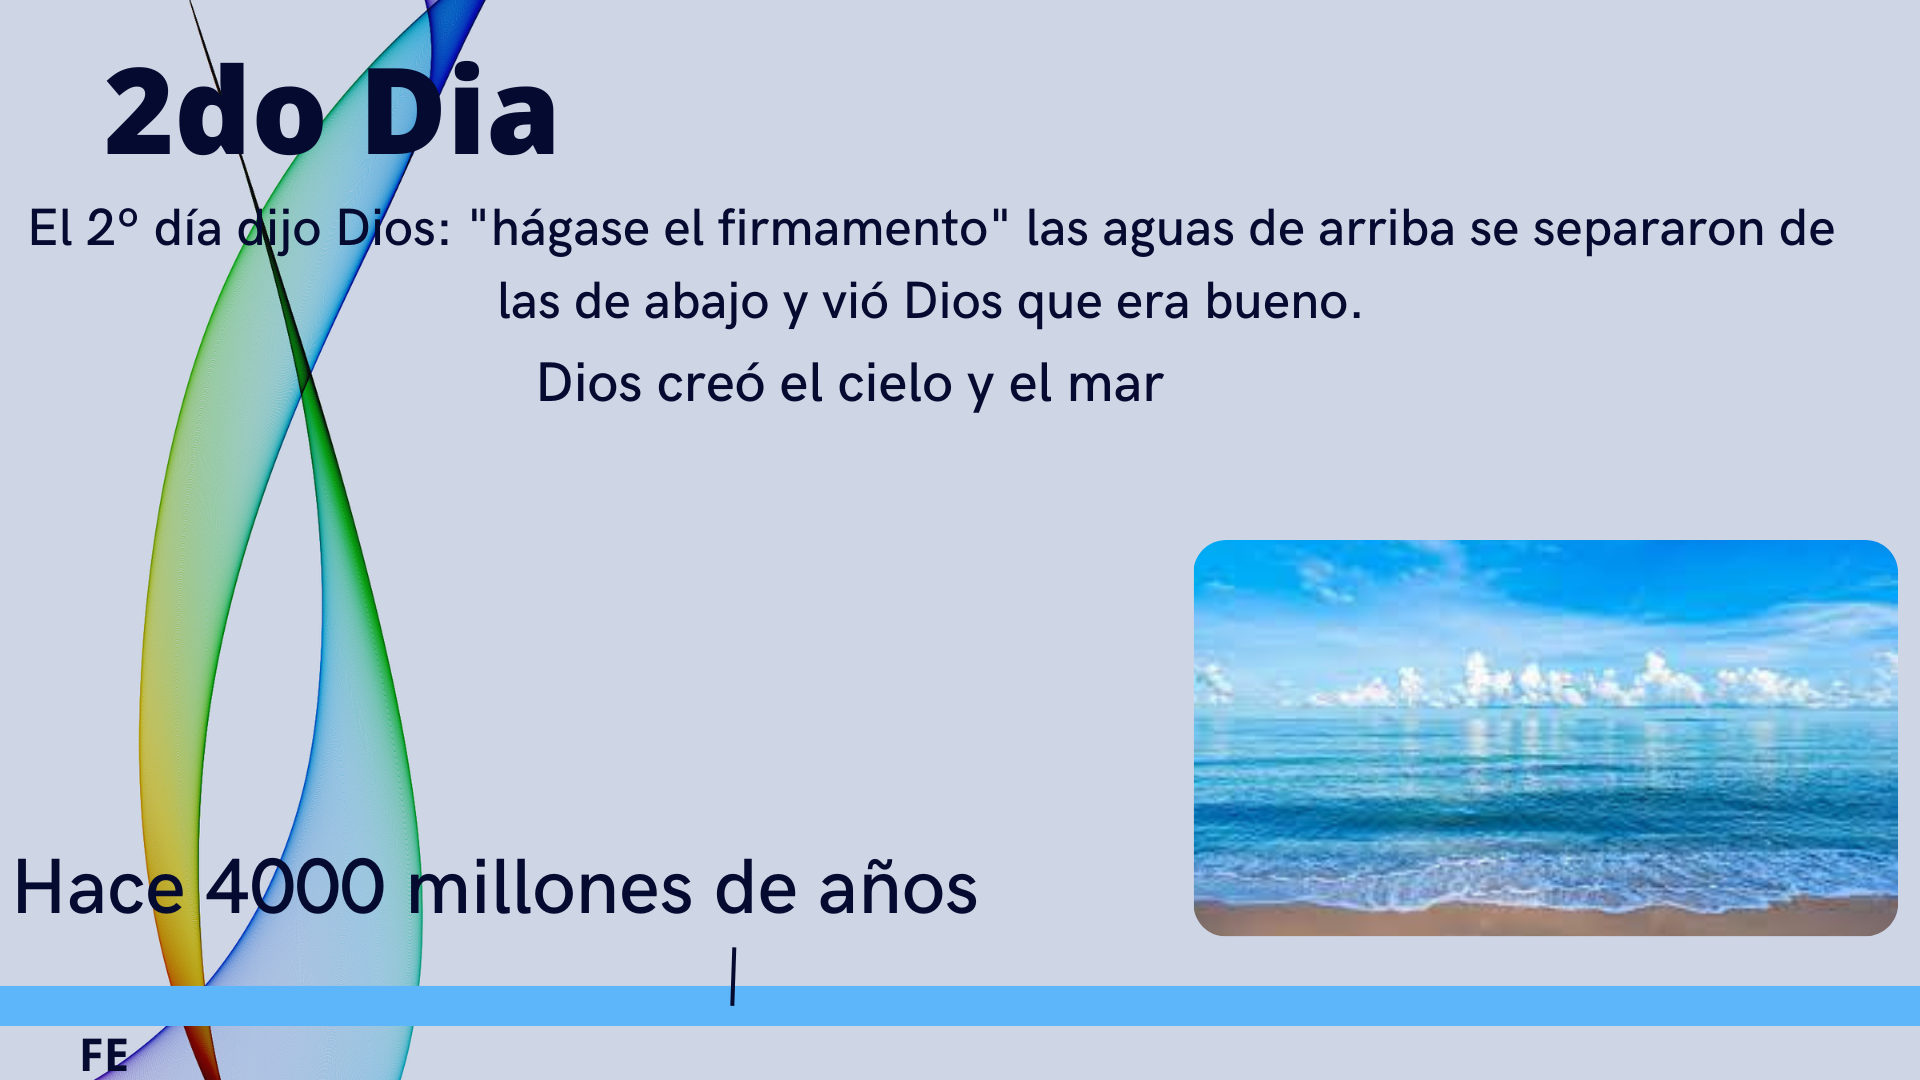 2do Dia
El 2º día dijo Dios: "hágase el firmamento" las aguas de arriba se separaron de
las de abajo y vió Dios que era bueno.
Dios creó el cielo y el mar
Hace 4000 millones de años
FE